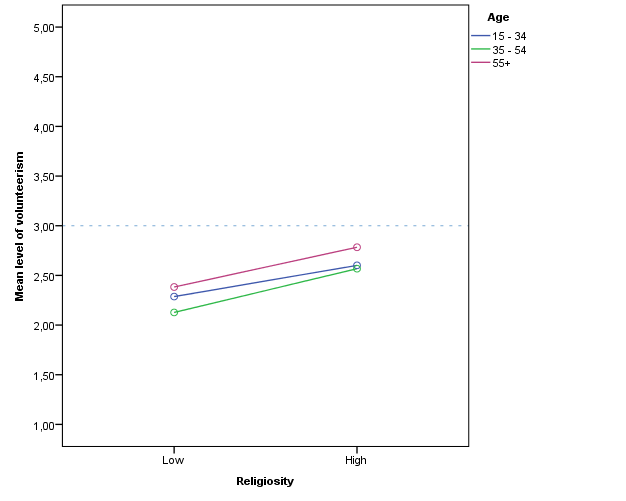 Age
15 - 34
35 - 54
55+
5,00
4,50
4,00
3,50
3,00
2,50
2,00
1,50
1,00
Mean level of volunteerism
Low
High
Religiosity